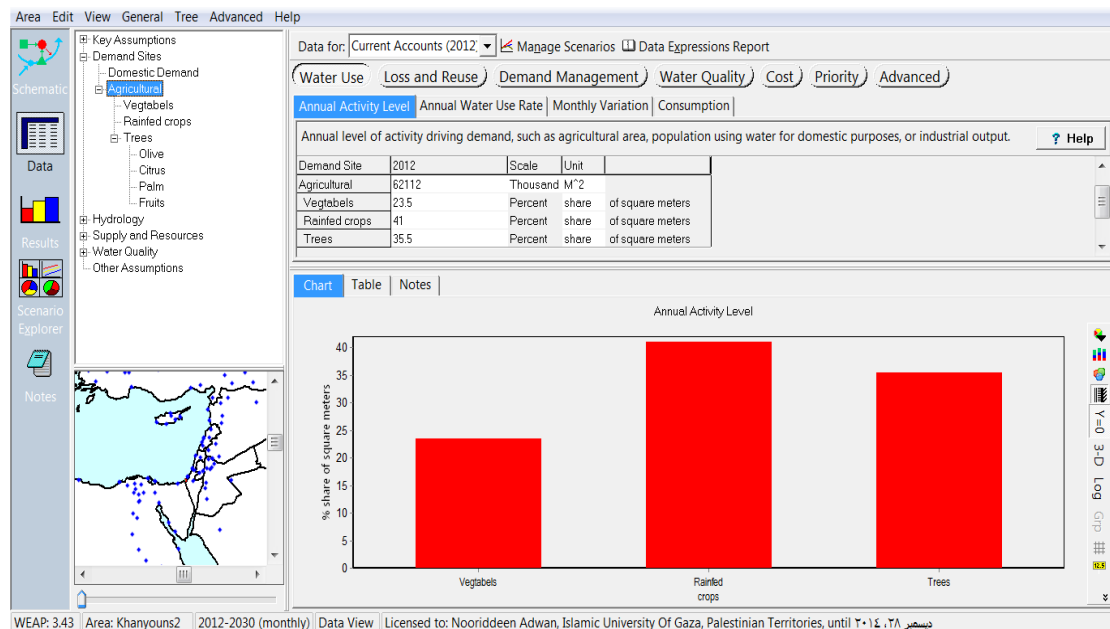 Area Edit View General Tree Advanced Help
Schematic
Data
Results
Scenario
Explorer
Notes
Key Assumptions
Demand Sites
Domestic Demand
Agricultural
Vegtabels
Rainfed crops
Trees
Olive
Citrus
Palm
Fruits
Hydrology
Supply and Resources
Water Quality
Other Assumptions
Data for: Current Accounts (2012) Manage Scenarios Data Expressions Report
Water Use Loss and Reuse Demand Management Water Quality Cost Priority Advanced
Annual Activity Level Annual Water Use Rate Monthly Variation Consumption
Annual level of activity driving demand, such as agricultural area, population using water for domestic purposes, or industrial output.
? Help
Demand Site 2012 Scale Unit
Agricultural 62112 Thousand M^2
Vegtabels 23.5 Percent share of square meters
Rainfed crops 41 Percent share of square meters
Trees 35.5 Percent share of square meters
Chart Table Notes
Annual Activity Level
% share of square meters
40
35
30
25
20
15
10
5
0
Vegtabels
Rainfed
crops
Trees
Y=0
3-D
Log
Grp
12.5
WEAP: 3.43 Area: Khanyouns2 2012-2030 (monthly) Data View Licensed to: Nooriddeen Adwan, Islamic University Of Gaza, Palestinian Territories, until ديسمبر ٢٨، ٢٠١٤